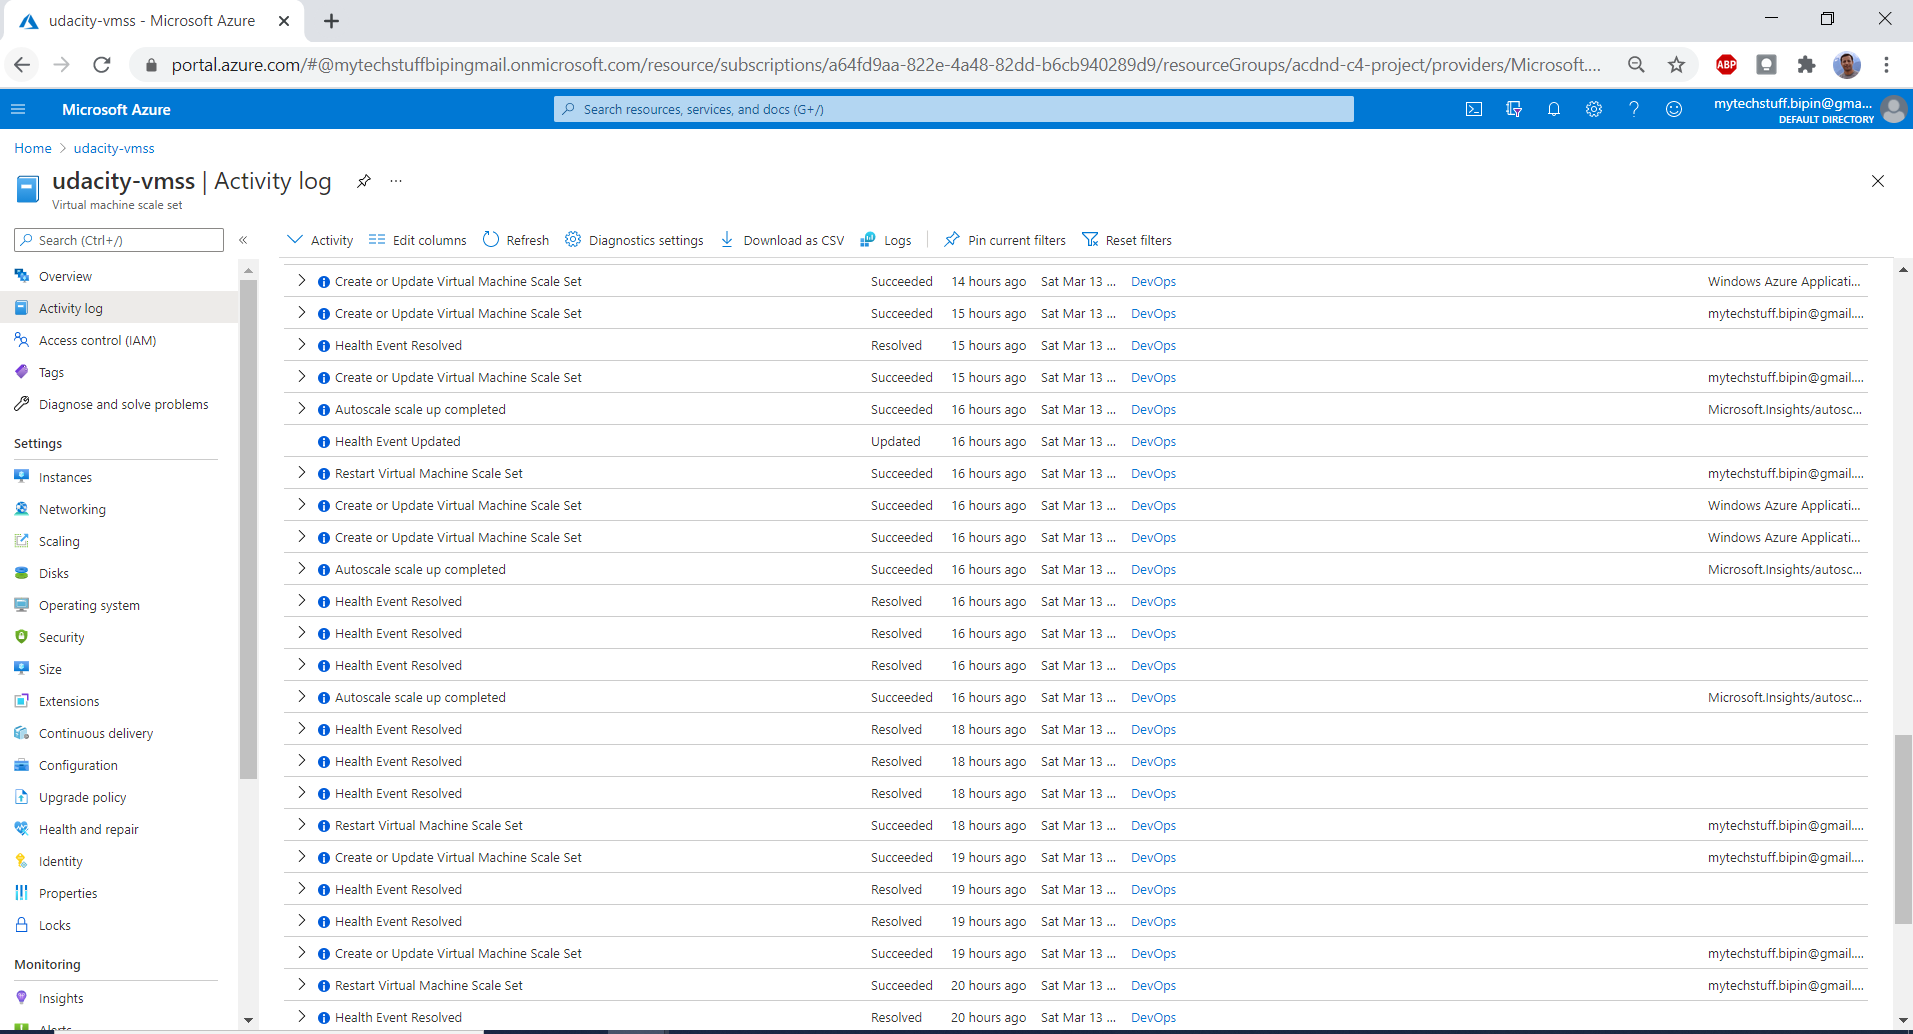 udacity-vmss - Microsoft Azure
portal.azure.com/#@mytechstuffbipingmail.onmicrosoft.com/resource/subscriptions/a64fd9aa-822e-4a48-82dd-b6cb940289d9/resourceGroups/acdnd-c4-project/providers/Microsoft....
ABP
Microsoft Azure
Search resources, services, and docs (G+/)
mytechstuff.bipin@gma...
DEFAULT DIRECTORY
Home > udacity-vmss
udacity-vmss | Activity log
Virtual machine scale set
Search (Ctrl+/)
Overview
Activity log
Access control (IAM)
Tags
Diagnose and solve problems
Settings
Instances
Networking
Scaling
Disks
Operating system
Security
Size
Extensions
Continuous delivery
Configuration
Upgrade policy
Health and repair
Identity
Properties
Locks
Monitoring
Insights
Alerts
Activity Edit columns Refresh Diagnostics settings Download as CSV Logs Pin current filters Reset filters
Create or Update Virtual Machine Scale Set Succeeded 14 hours ago Sat Mar 13 ... DevOps Windows Azure Applicati...
Create or Update Virtual Machine Scale Set Succeeded 15 hours ago Sat Mar 13 ... DevOps mytechstuff.bipin@gmail....
Health Event Resolved Resolved 15 hours ago Sat Mar 13 ... DevOps
Create or Update Virtual Machine Scale Set Succeeded 15 hours ago Sat Mar 13 ... DevOps mytechstuff.bipin@gmail....
Autoscale scale up completed Succeeded 16 hours ago Sat Mar 13 ... DevOps Microsoft.Insights/autosc...
Health Event Updated Updated 16 hours ago Sat Mar 13 ... DevOps
Restart Virtual Machine Scale Set Succeeded 16 hours ago Sat Mar 13 ... DevOps mytechstuff.bipin@gmail....
Create or Update Virtual Machine Scale Set Succeeded 16 hours ago Sat Mar 13 ... DevOps Windows Azure Applicati...
Create or Update Virtual Machine Scale Set Succeeded 16 hours ago Sat Mar 13 ... DevOps Windows Azure Applicati...
Autoscale scale up completed Succeeded 16 hours ago Sat Mar 13 ... DevOps Microsoft.Insights/autosc...
Health Event Resolved Resolved 16 hours ago Sat Mar 13 ... DevOps
Health Event Resolved Resolved 16 hours ago Sat Mar 13 ... DevOps
Health Event Resolved Resolved 16 hours ago Sat Mar 13 ... DevOps
Autoscale scale up completed Succeeded 16 hours ago Sat Mar 13 ... DevOps Microsoft.Insights/autosc...
Health Event Resolved Resolved 18 hours ago Sat Mar 13 ... DevOps
Health Event Resolved Resolved 18 hours ago Sat Mar 13 ... DevOps
Health Event Resolved Resolved 18 hours ago Sat Mar 13 ... DevOps
Restart Virtual Machine Scale Set Succeeded 18 hours ago Sat Mar 13 ... DevOps mytechstuff.bipin@gmail....
Create or Update Virtual Machine Scale Set Succeeded 19 hours ago Sat Mar 13 ... DevOps mytechstuff.bipin@gmail....
Health Event Resolved Resolved 19 hours ago Sat Mar 13 ... DevOps
Health Event Resolved Resolved 19 hours ago Sat Mar 13 ... DevOps
Create or Update Virtual Machine Scale Set Succeeded 19 hours ago Sat Mar 13 ... DevOps mytechstuff.bipin@gmail....
Restart Virtual Machine Scale Set Succeeded 20 hours ago Sat Mar 13 ... DevOps mytechstuff.bipin@gmail....
Health Event Resolved Resolved 20 hours ago Sat Mar 13 ... DevOps